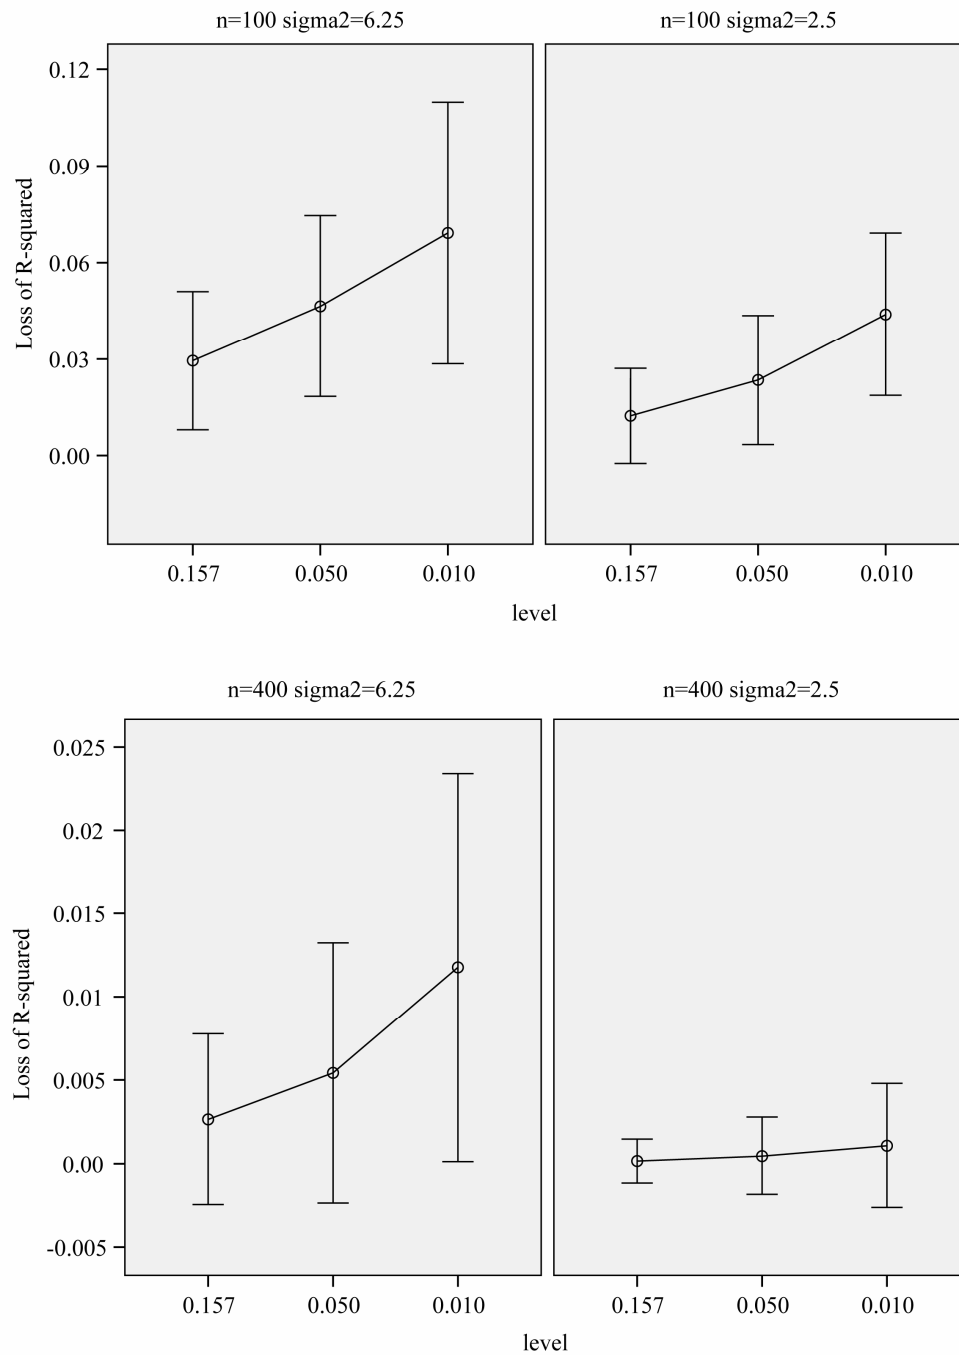 n=100 sigma2=6.25
n=100 sigma2=2.5
0.12
0.09
0.06
0.03
0.00
Loss of R-squared
0.157 0.050 0.010
0.157 0.050 0.010
level
n=400 sigma2=6.25
n=400 sigma2=2.5
0.025
0.02
0.015
0.01
0.005
0.00
-0.005
Loss of R-squared
0.157 0.050 0.010
0.157 0.050 0.010
level